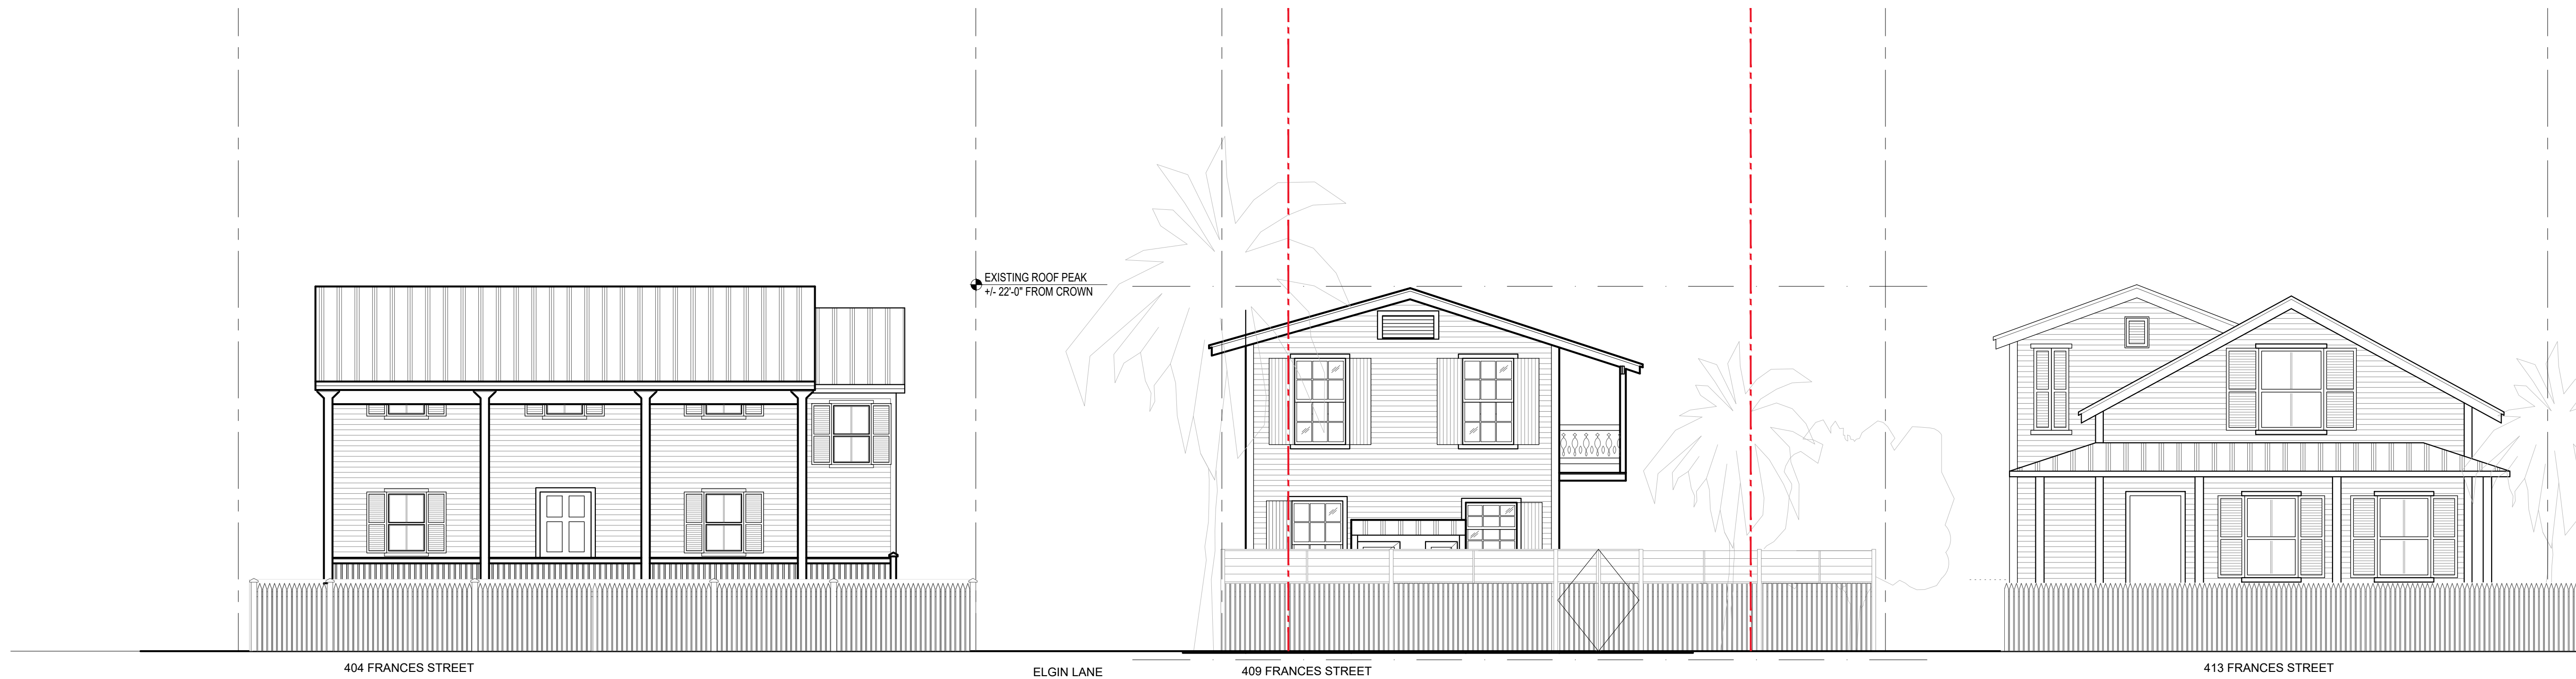 EXISTING ROOF PEAK
+/- 22'-0" FROM CROWN
404 FRANCES STREET
ELGIN LANE
409 FRANCES STREET
413 FRANCES STREET